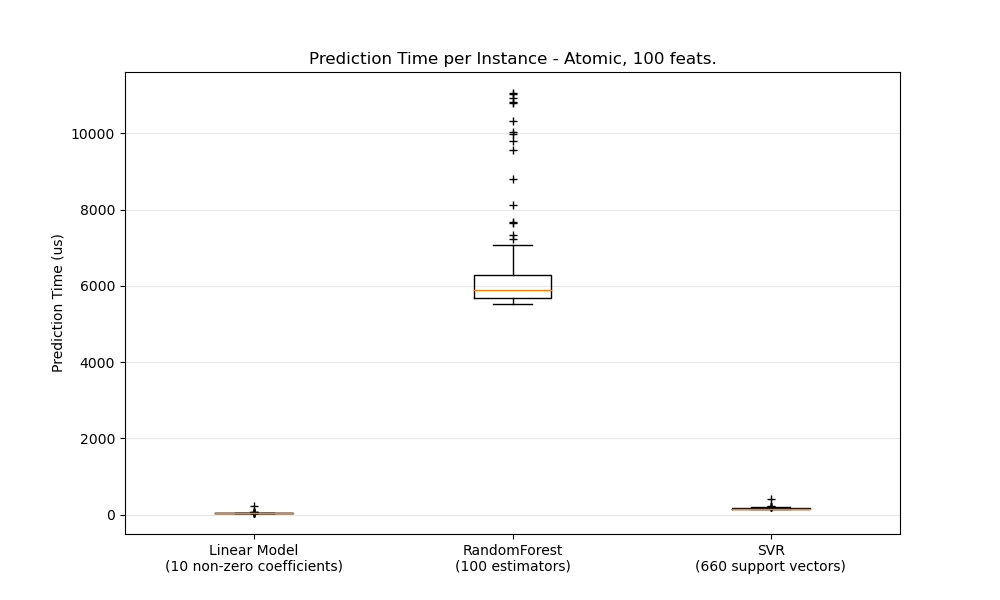 Prediction Time per Instance - Atomic, 100 feats.
Prediction Time (us)
10000
8000
6000
4000
2000
0
Linear Model
(10 non-zero coefficients)
RandomForest
(100 estimators)
SVR
(660 support vectors)